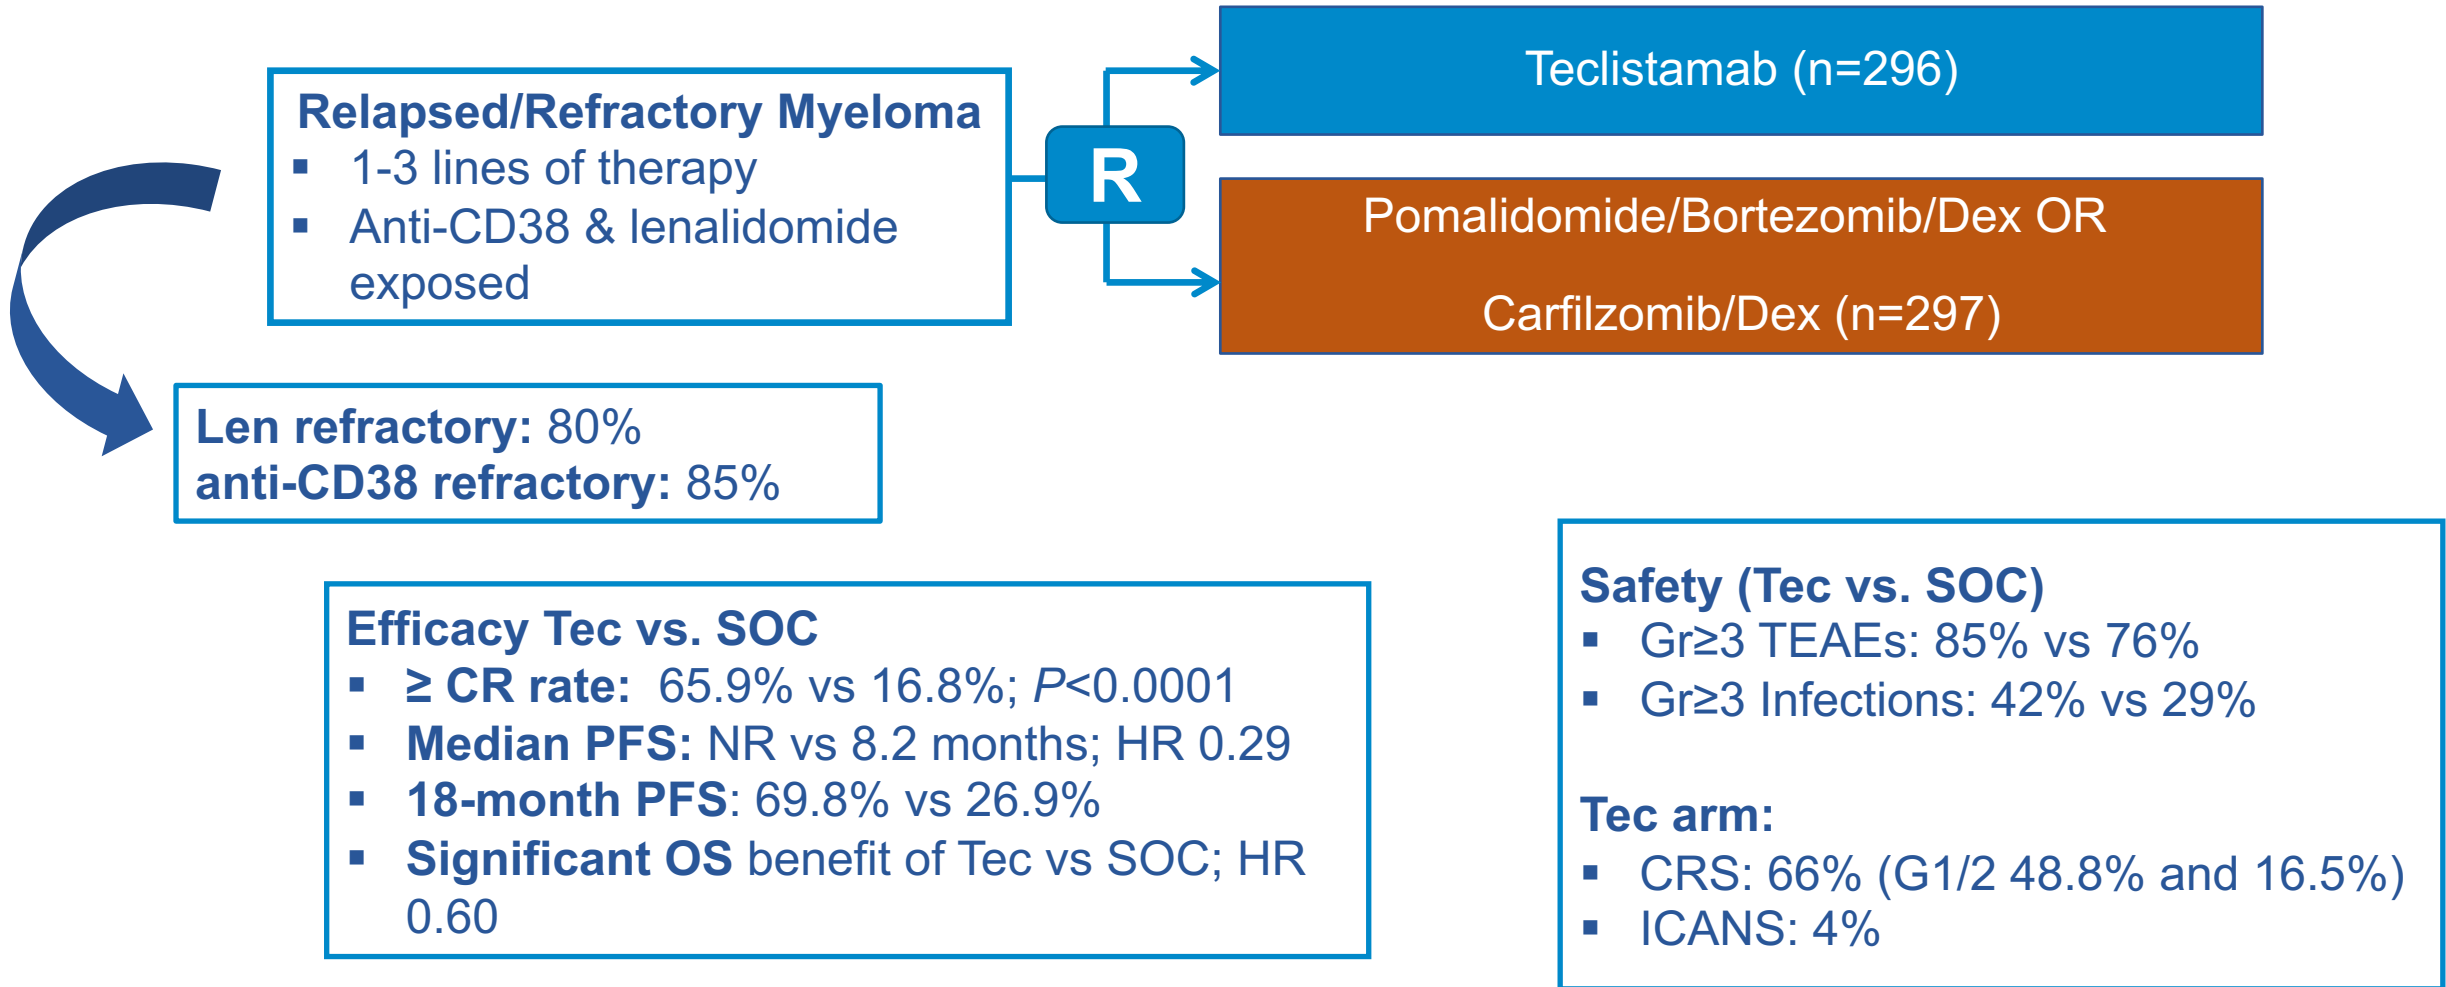 Relapsed/Refractory Myeloma
▪ 1-3 lines of therapy
▪ Anti-CD38 & lenalidomide
exposed
R
Teclistamab (n=296)
Pomalidomide/Bortezomib/Dex OR
Carfilzomib/Dex (n=297)
Len refractory: 80%
anti-CD38 refractory: 85%
Efficacy Tec vs. SOC
▪ ≥ CR rate: 65.9% vs 16.8%; P<0.0001
▪ Median PFS: NR vs 8.2 months; HR 0.29
▪ 18-month PFS: 69.8% vs 26.9%
▪ Significant OS benefit of Tec vs SOC; HR
0.60
Safety (Tec vs. SOC)
▪ Gr≥3 TEAEs: 85% vs 76%
▪ Gr≥3 Infections: 42% vs 29%
Tec arm:
▪ CRS: 66% (G1/2 48.8% and 16.5%)
▪ ICANS: 4%